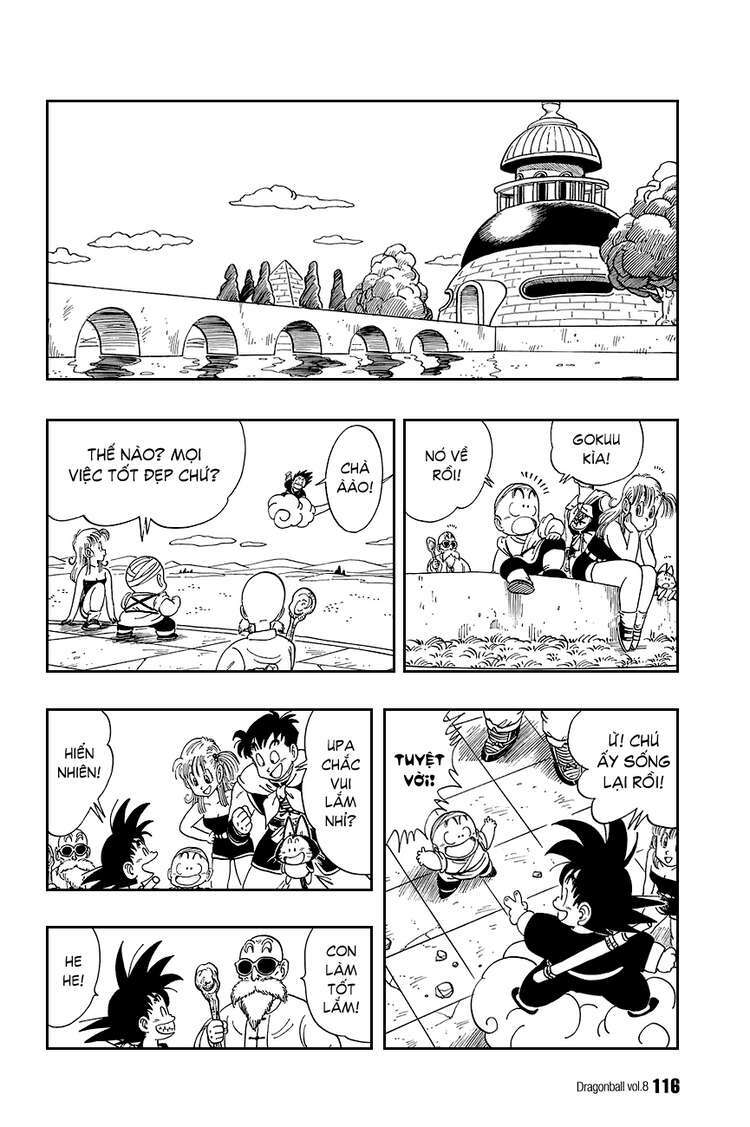 GOKUU
KÌA!
NÓ VỀ
RỒI!
CHÀ
ÀÀO!
THẾ NÀO? MỌI
VIỆC TỐT ĐẸP CHỨ?
Ừ! CHÚ
ẤY SỐNG
LẠI RỒI!
TUYỆT
VỜI!
UPA
CHẮC
VUI
LẮM
NHỈ?
HIỂN
NHIÊN!
CON
LÀM
TỐT
LẮM!
HE
HE!
Dragonball vol.8 116